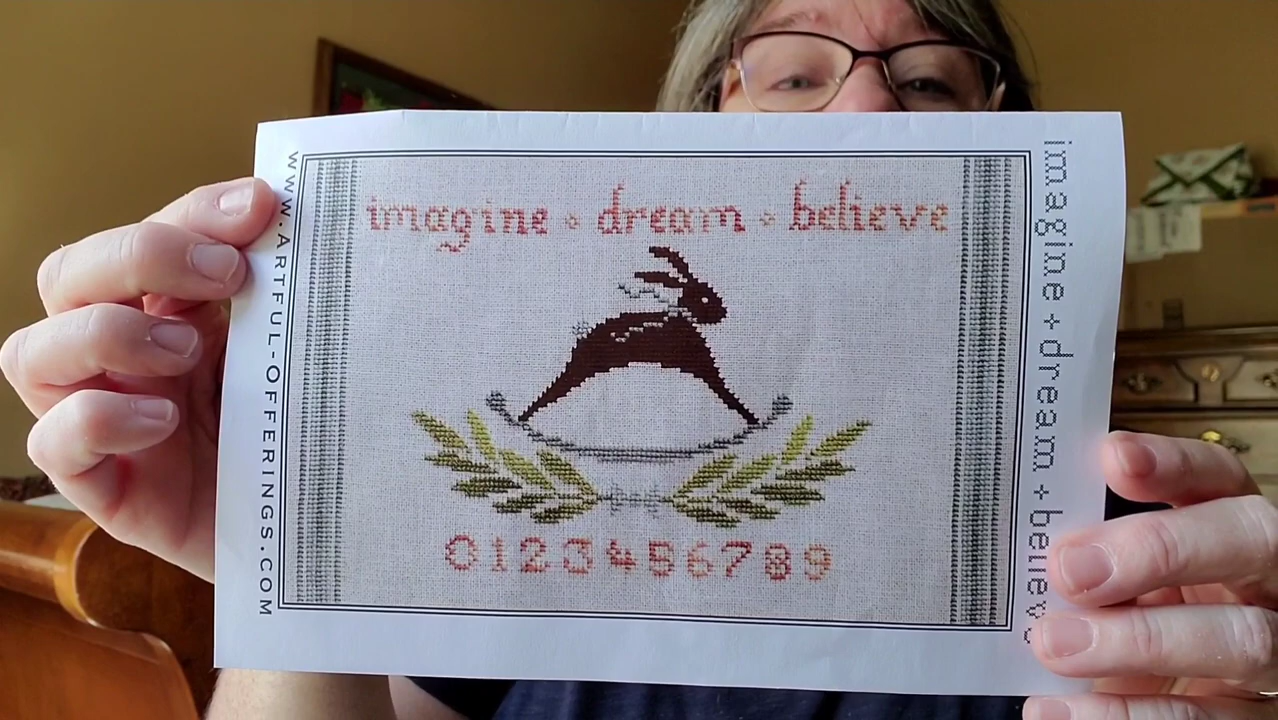 imagine + dream + believe
0123456789
www.ARTFUL-OFFERINGS.COM
imagine + dream + believe